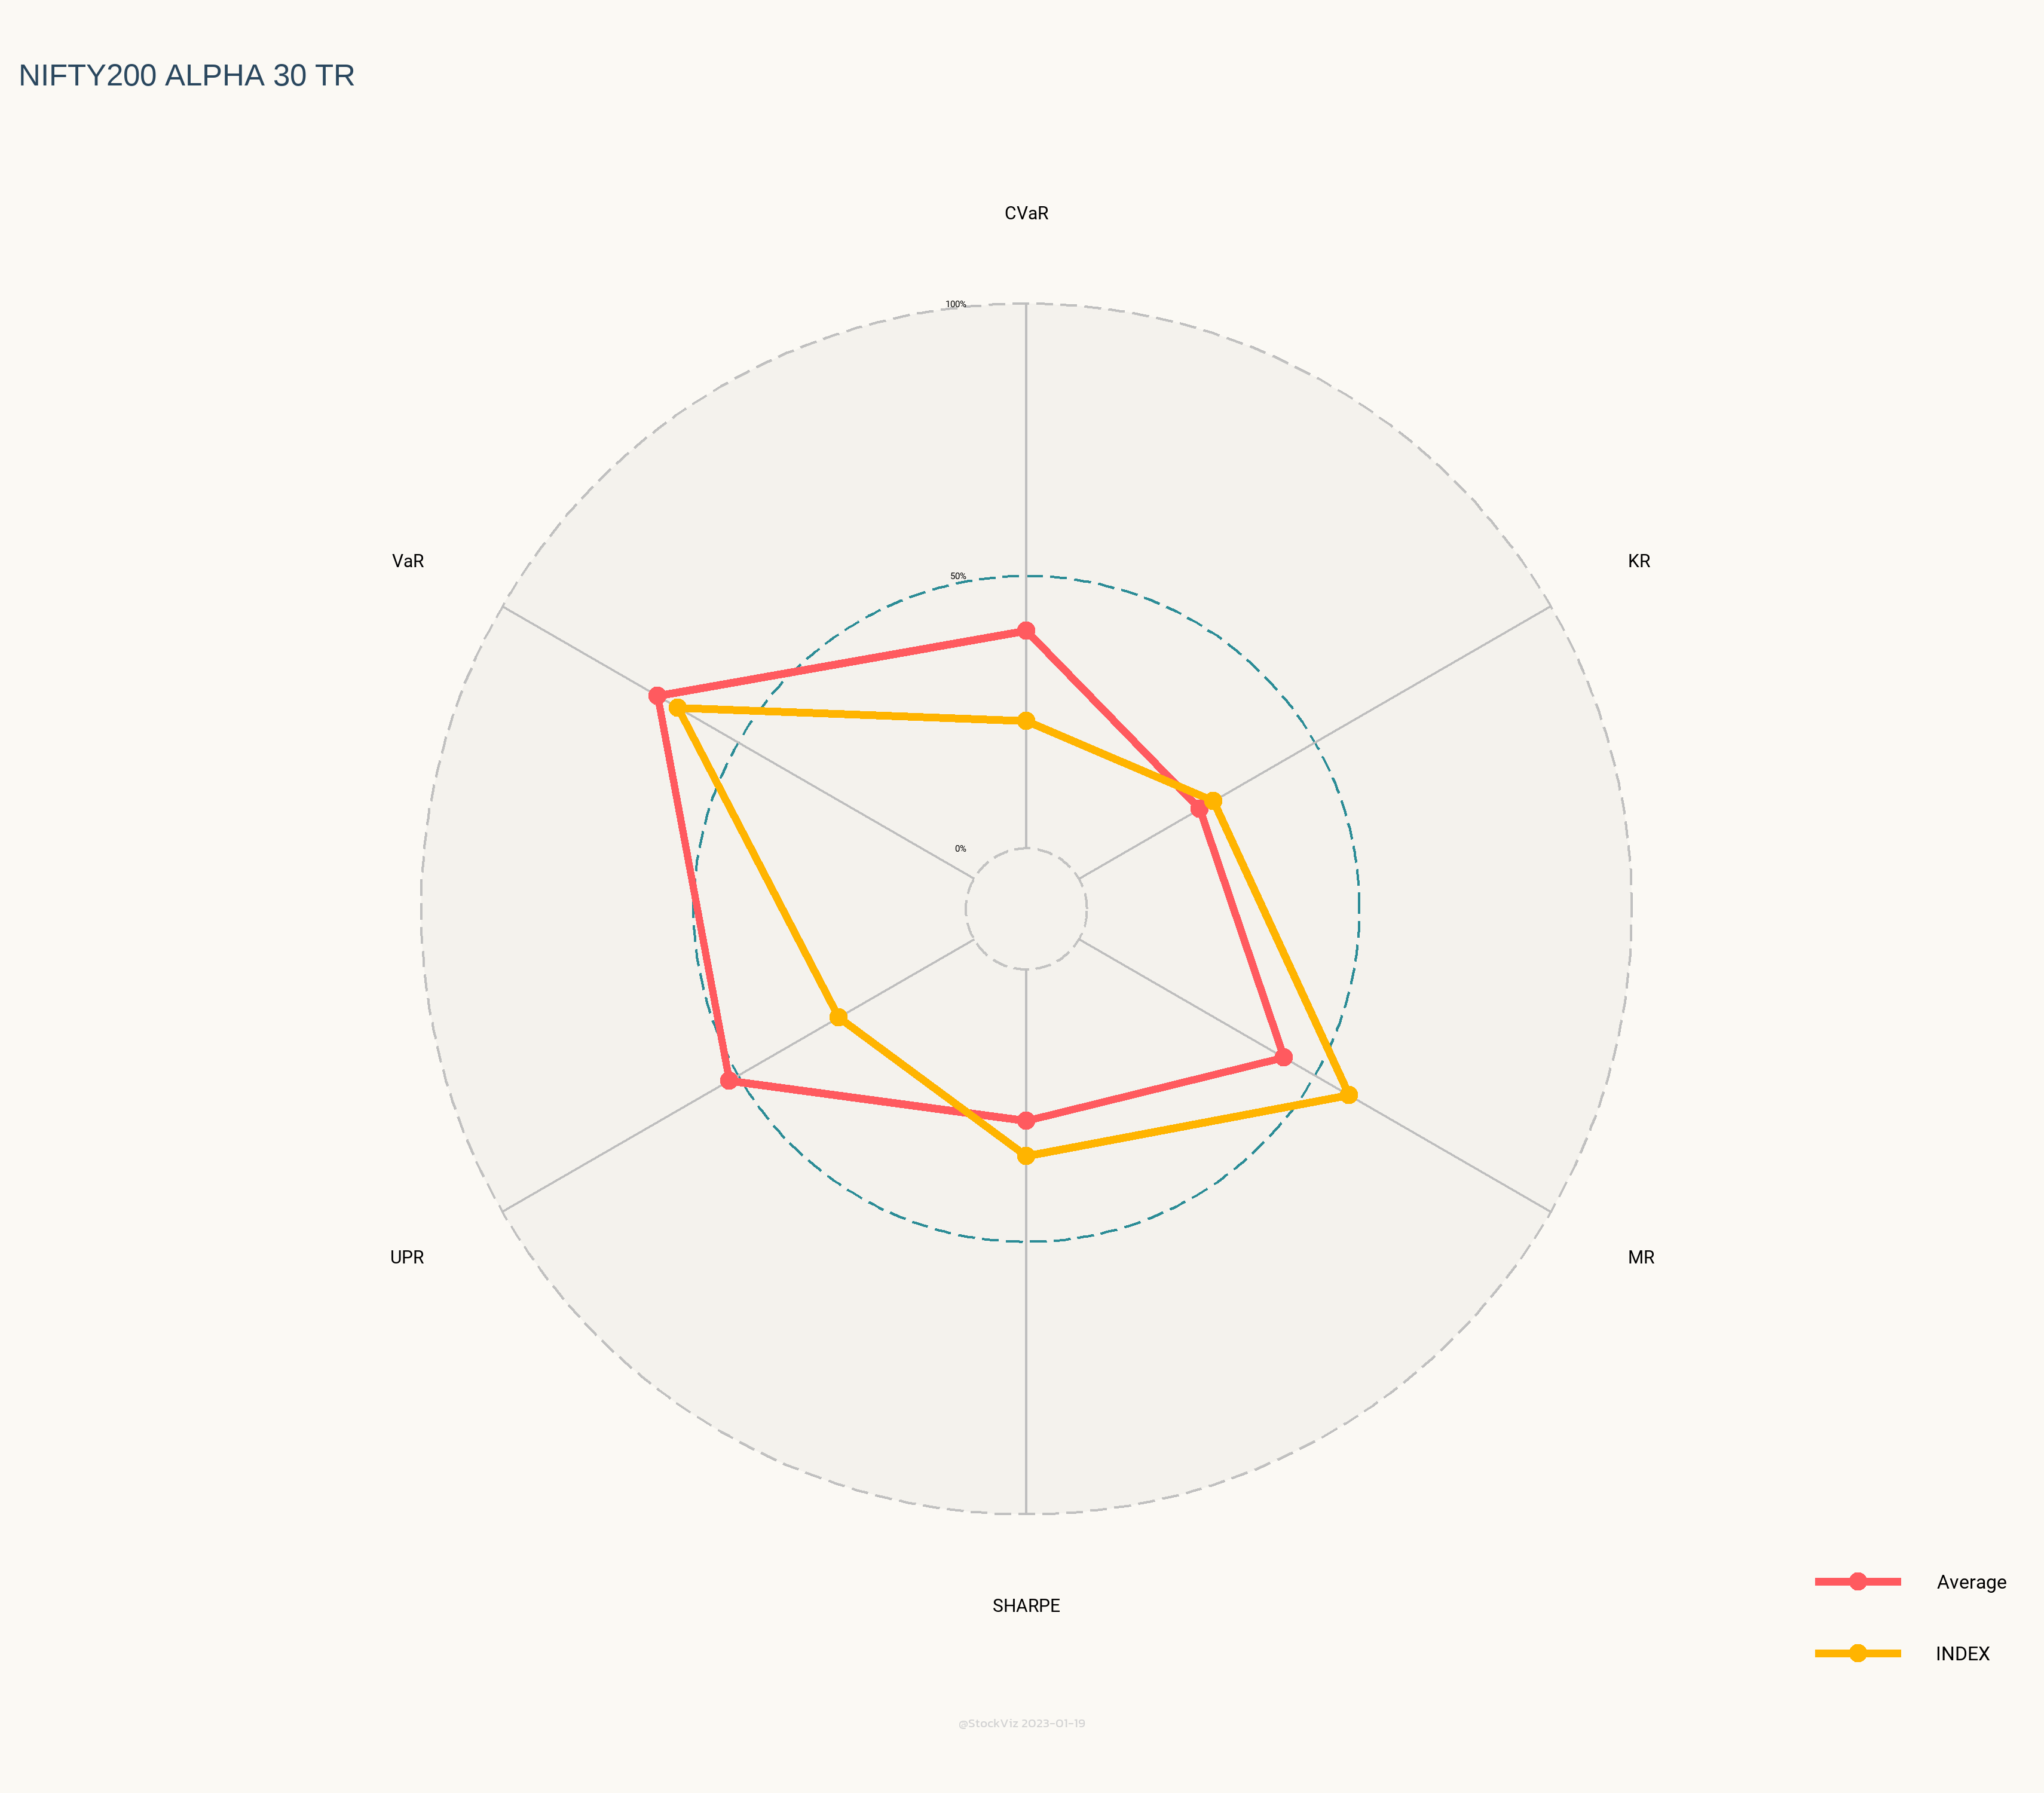 NIFTY200 ALPHA 30 TR
CVaR
100%
VaR
KR
50%
0%
UPR
MR
SHARPE
Average
INDEX
@StockViz 2023-01-19